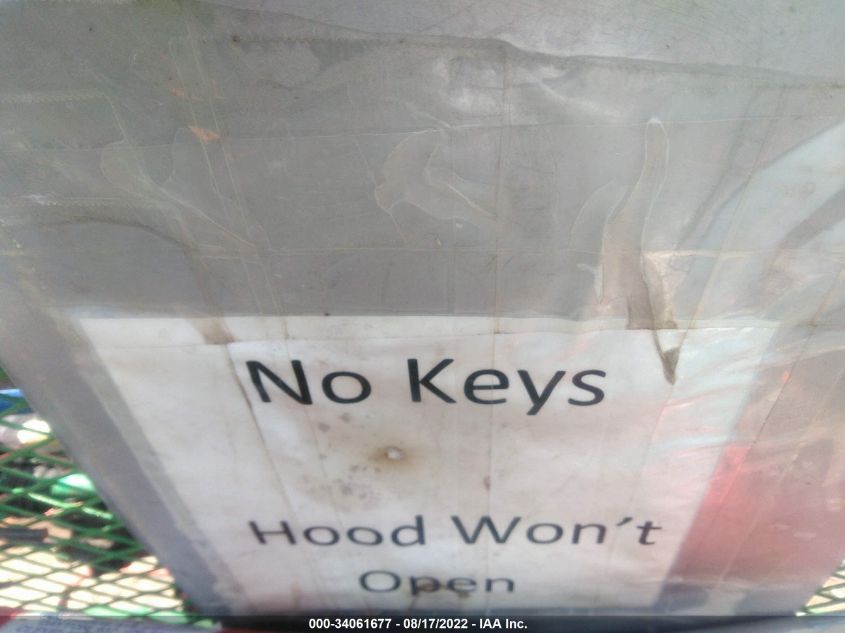 No Keys
Hood Won't
Open
000-34061677 - 08/17/2022 - IAA Inc.